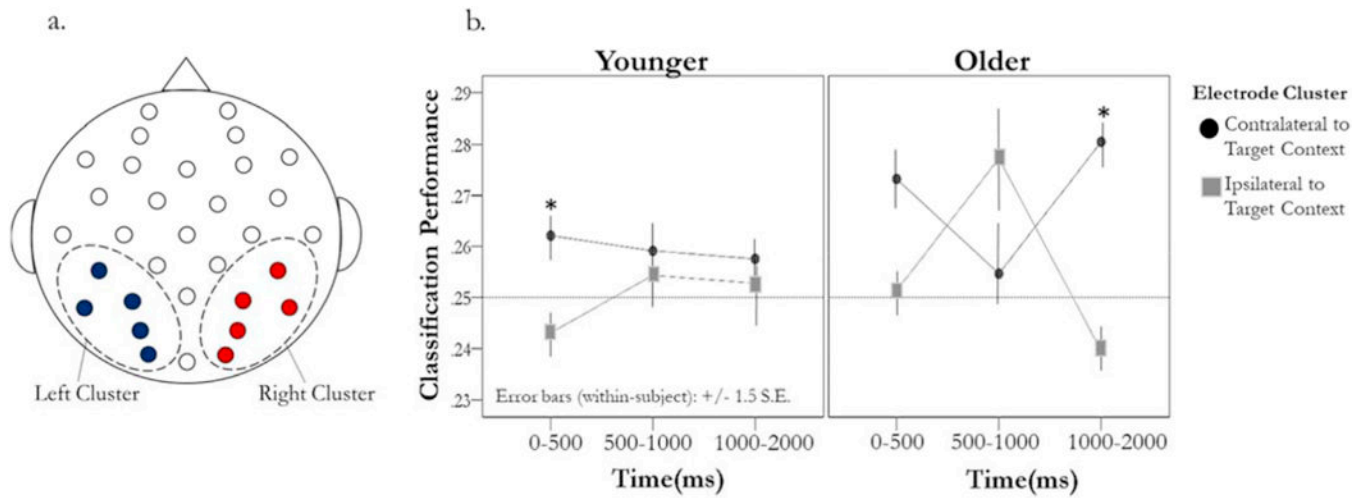 a.
Left Cluster
Right Cluster
b.
Younger
Older
Classification Performance
.29
.28
.27
.26
.25
.24
.23
*
*
Error bars (within-subject): +/- 1.5 S.E.
0-500
500-1000
1000-2000
0-500
500-1000
1000-2000
Time(ms)
Time(ms)
Electrode Cluster
Contralateral to
Target Context
Ipsilateral to
Target Context